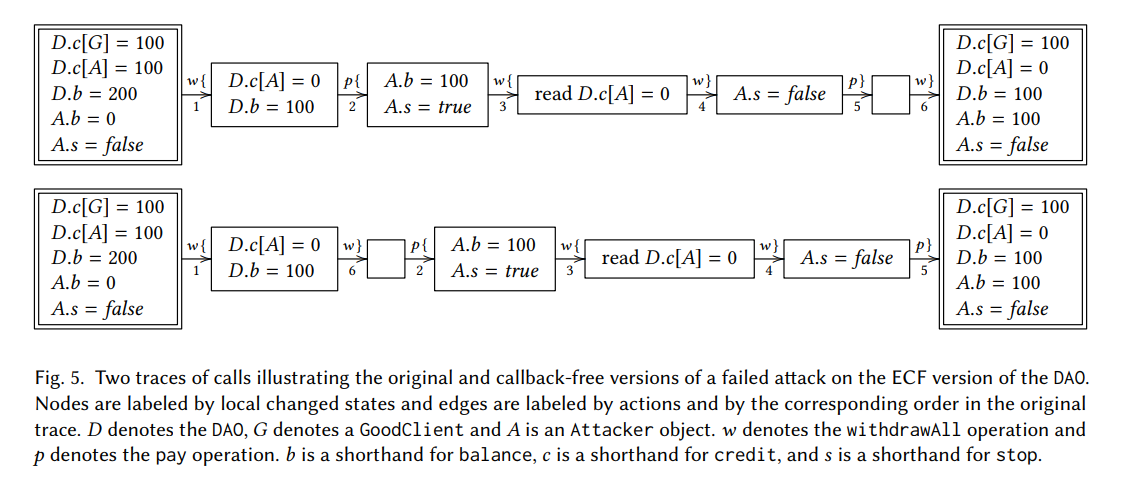 D.c[G] = 100
D.c[A] = 100
D.b = 200
A.b = 0
A.s = false
w{
1
D.c[A] = 0
D.b = 100
p{
2
A.b = 100
A.s = true
w{
3
read D.c[A] = 0
w}
4
A.s = false
p}
5
w}
6
D.c[G] = 100
D.c[A] = 0
D.b = 100
A.b = 100
A.s = false
D.c[G] = 100
D.c[A] = 100
D.b = 200
A.b = 0
A.s = false
w{
1
D.c[A] = 0
D.b = 100
w}
6
p{
2
A.b = 100
A.s = true
w{
3
read D.c[A] = 0
w}
4
A.s = false
p}
5
D.c[G] = 100
D.c[A] = 0
D.b = 100
A.b = 100
A.s = false
Fig. 5. Two traces of calls illustrating the original and callback-free versions of a failed attack on the ECF version of the DAO.
Nodes are labeled by local changed states and edges are labeled by actions and by the corresponding order in the original
trace. D denotes the DAO, G denotes a GoodClient and A is an Attacker object. w denotes the withdrawAll operation and
p denotes the pay operation. b is a shorthand for balance, c is a shorthand for credit, and s is a shorthand for stop.